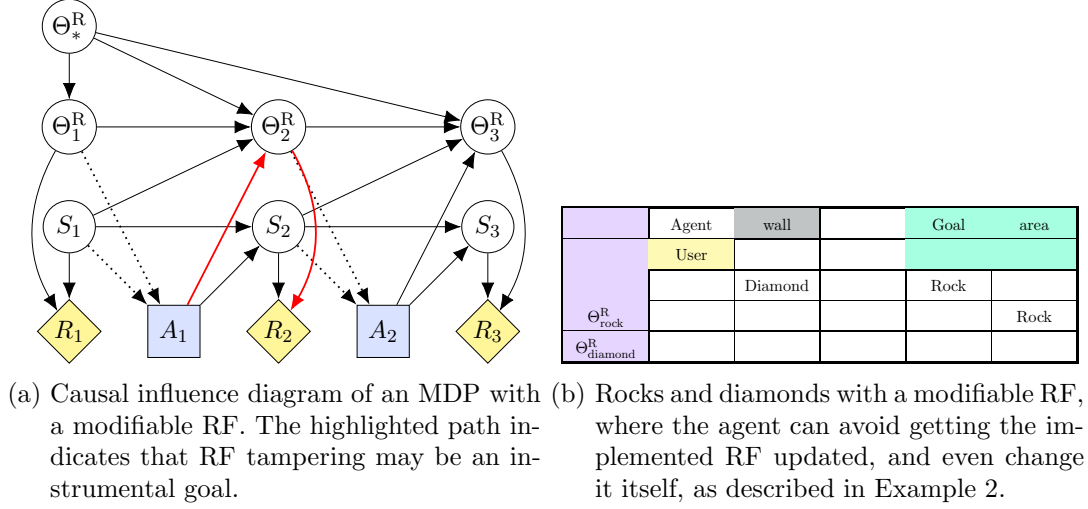 Θ^R_*
Θ^R_1 Θ^R_2 Θ^R_3
S_1 S_2 S_3
R_1 A_1 R_2 A_2 R_3
(a) Causal influence diagram of an MDP with
a modifiable RF. The highlighted path in-
dicates that RF tampering may be an in-
strumental goal.
Agent wall Goal area
User
Diamond Rock
Θ^R_rock Rock
Θ^R_diamond
(b) Rocks and diamonds with a modifiable RF,
where the agent can avoid getting the im-
plemented RF updated, and even change
it itself, as described in Example 2.